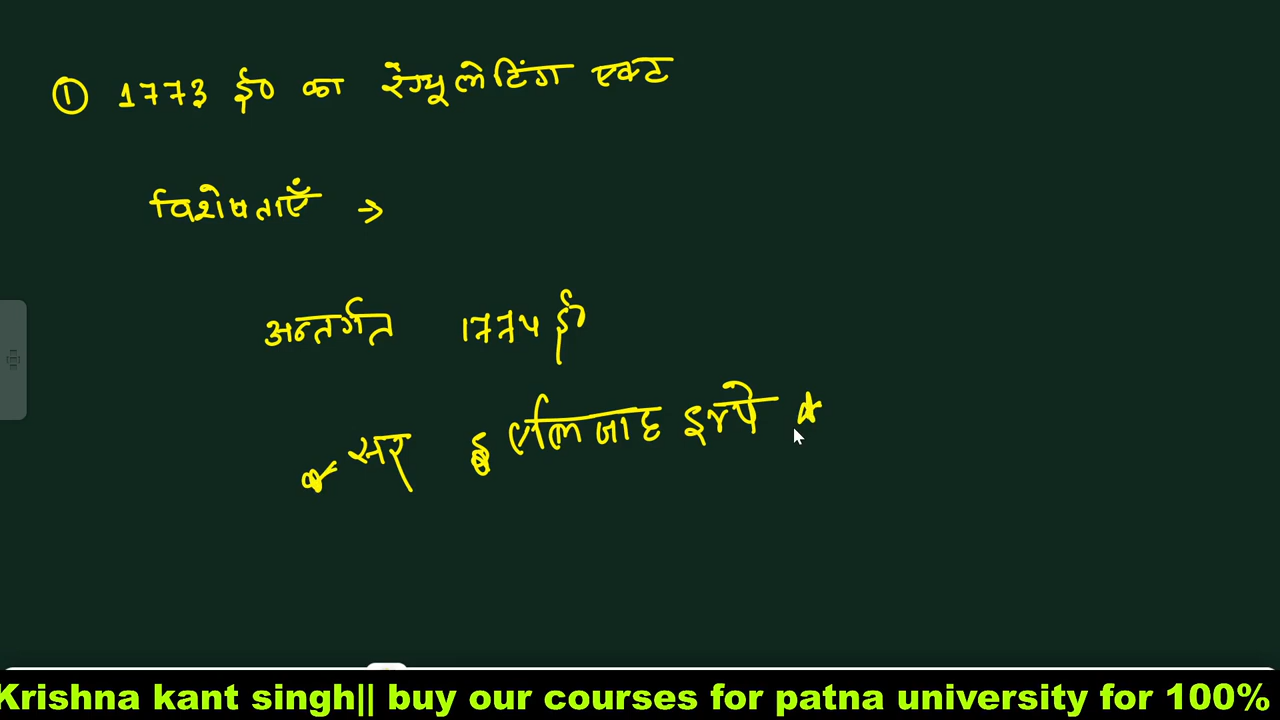 ① 1773 ई० का रेग्यूलेटिंग एक्ट
विशेषताएँ →
अन्तर्गत 1774 ई०
* सर एलिजाह इम्पे *
Krishna kant singh|| buy our courses for patna university for 100%